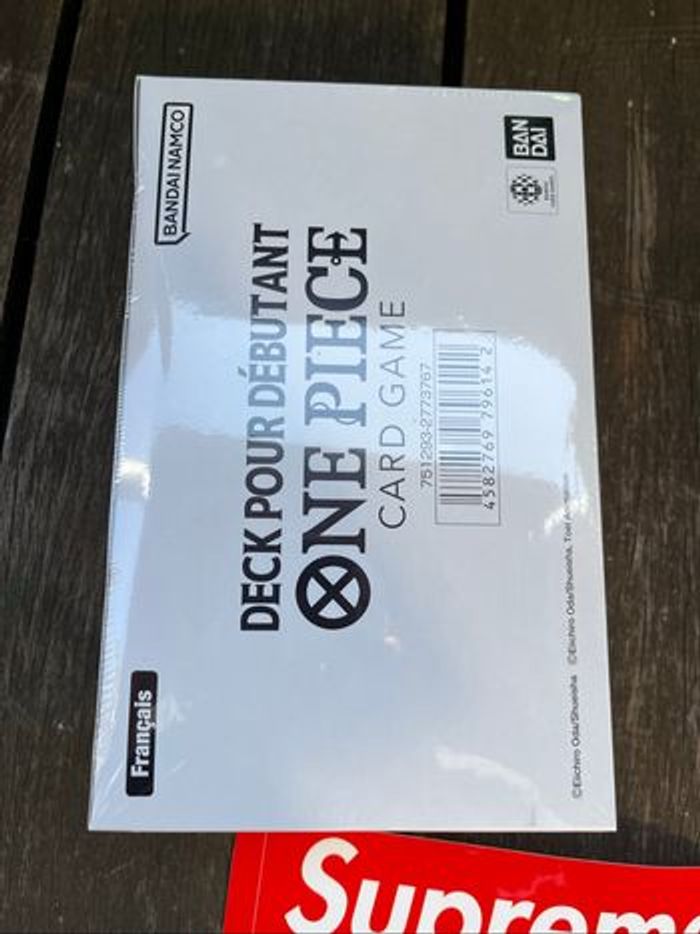 Français
BANDAI NAMCO
DECK POUR DÉBUTANT
ONE PIECE
CARD GAME
751293-2773767
4582769 796142
BAN
DAI
©Eiichiro Oda/Shueisha ©Eiichiro Oda/Shueisha, Toei Animation
Supreme